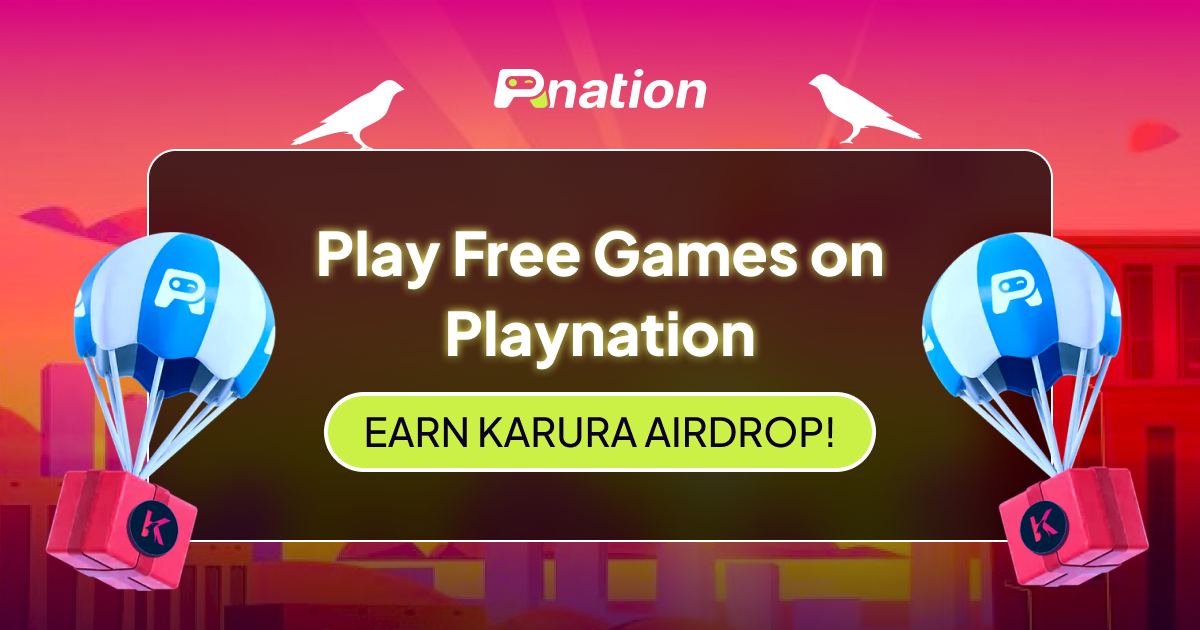 Pnation
Play Free Games on
Playnation
EARN KARURA AIRDROP!
K
K